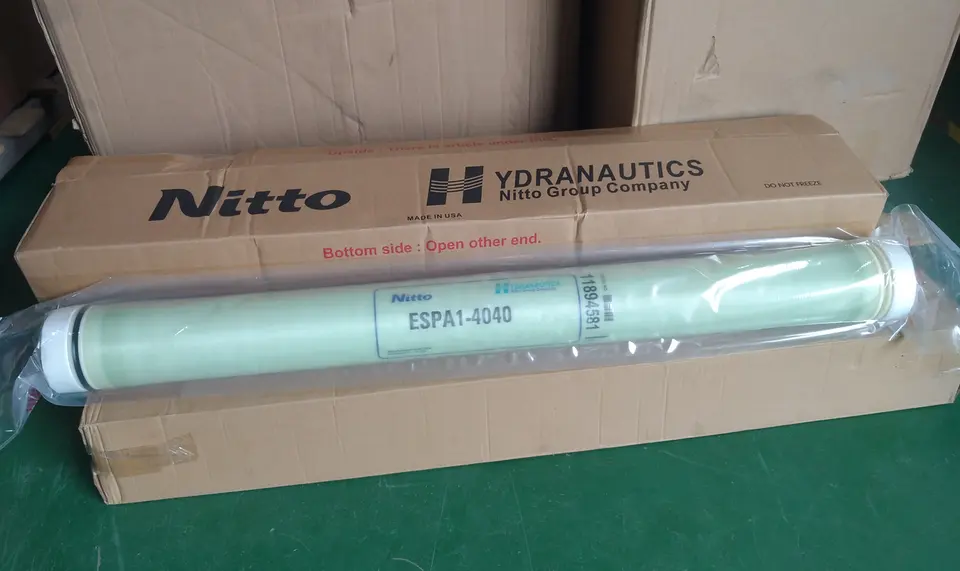 Nitto
HYDRANAUTICS
Nitto Group Company
MADE IN USA
DO NOT FREEZE
Bottom side : Open other end.
Nitto
HYDRANAUTICS
ESPA1-4040
11894581